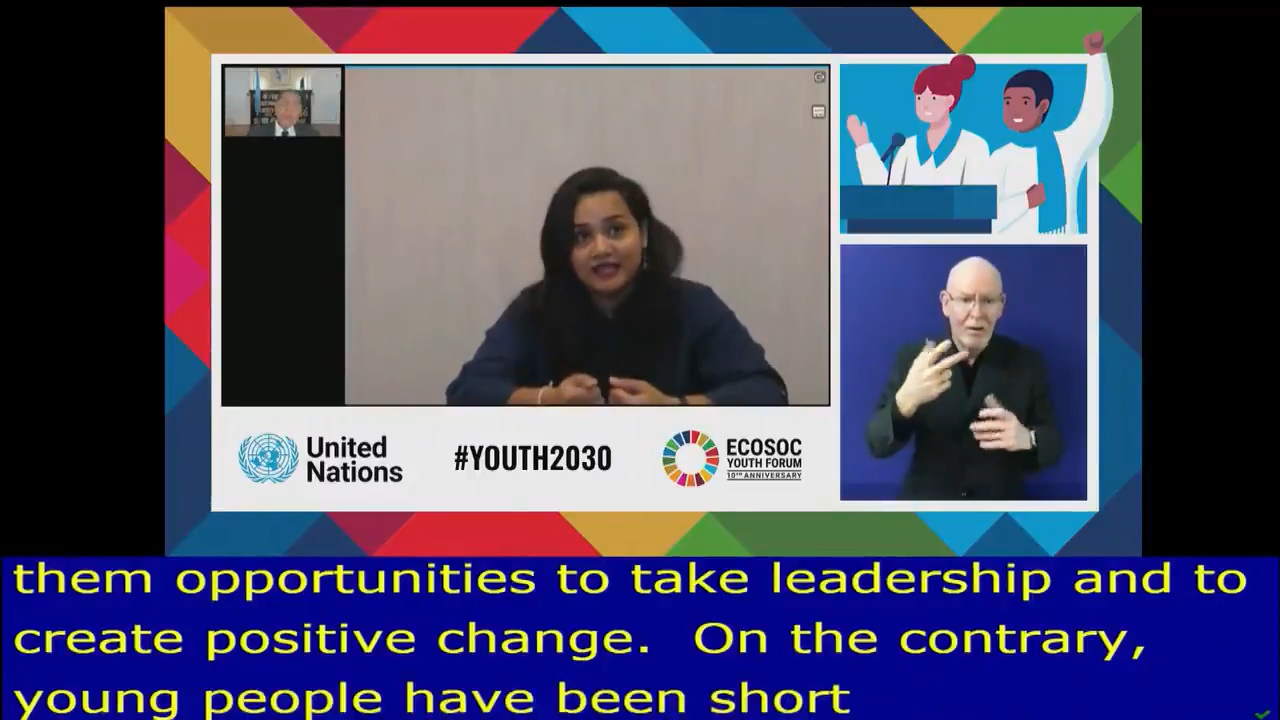 United
Nations
#YOUTH2030
ECOSOC
YOUTH FORUM
10TH ANNIVERSARY
them opportunities to take leadership and to
create positive change.  On the contrary,
young people have been short